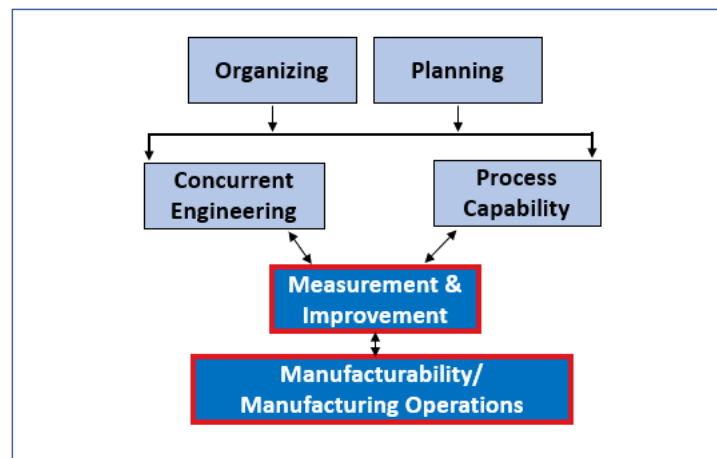 Organizing
Planning
Concurrent
Engineering
Process
Capability
Measurement &
Improvement
Manufacturability/
Manufacturing Operations